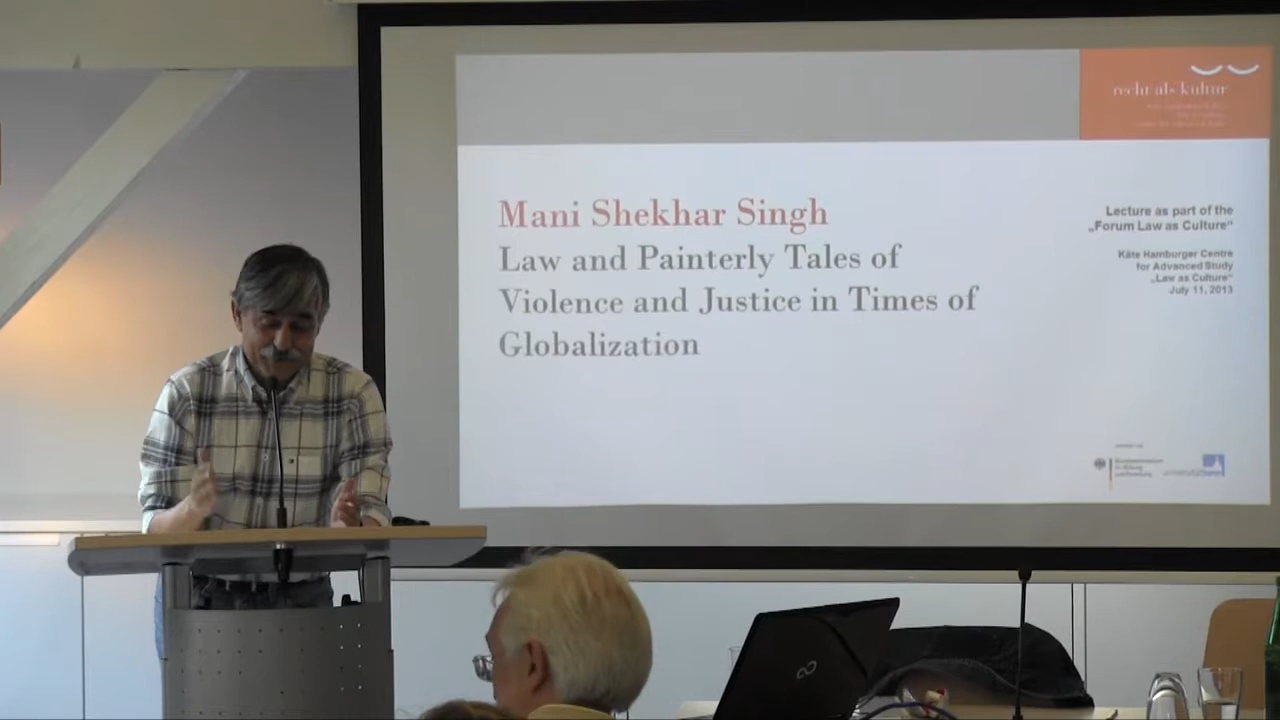 recht als kultur
Mani Shekhar Singh
Law and Painterly Tales of
Violence and Justice in Times of
Globalization
Lecture as part of the
„Forum Law as Culture“
Käte Hamburger Centre
for Advanced Study
„Law as Culture“
July 11, 2013